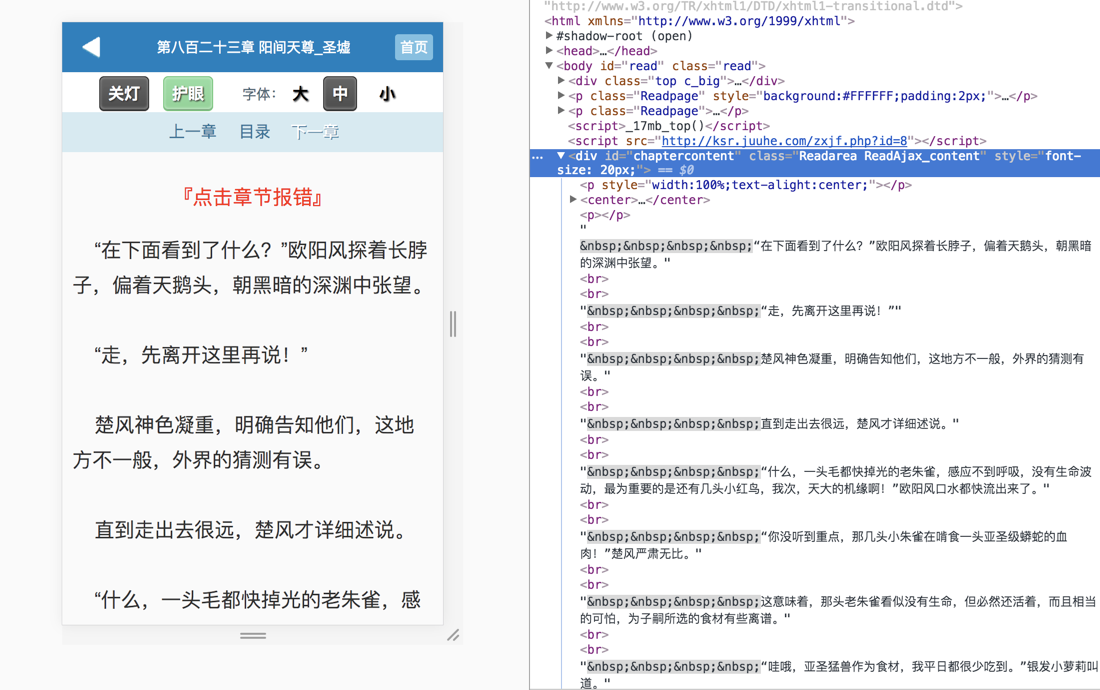 第八百二十三章 阳间天尊_圣墟
首页
关灯
护眼
字体：
大
中
小
上一章
目录
下一章
『点击章节报错』
“在下面看到了什么？”欧阳风探着长脖
子，偏着天鹅头，朝黑暗的深渊中张望。
“走，先离开这里再说！”
楚风神色凝重，明确告知他们，这地
方不一般，外界的猜测有误。
直到走出去很远，楚风才详细述说。
“什么，一头毛都快掉光的老朱雀，感
"http://www.w3.org/TR/xhtml1/DTD/xhtml1-transitional.dtd">
<html xmlns="http://www.w3.org/1999/xhtml">
#shadow-root (open)
<head>…</head>
<body id="read" class="read">
<div class="top c_big">…</div>
<p class="Readpage" style="background:#FFFFFF;padding:2px;">…</p>
<p class="Readpage">…</p>
<script>_17mb_top()</script>
<script src="http://ksr.juuhe.com/zxjf.php?id=8"></script>
<div id="chaptercontent" class="Readarea ReadAjax_content" style="font-
size: 20px;"> == $0
<p style="width:100%;text-alight:center;"></p>
<center>…</center>
<p></p>
"
&nbsp;&nbsp;&nbsp;&nbsp;“在下面看到了什么？”欧阳风探着长脖子，偏着天鹅头，朝黑暗
的深渊中张望。"
<br>
<br>
"&nbsp;&nbsp;&nbsp;&nbsp;“走，先离开这里再说！”"
<br>
<br>
"&nbsp;&nbsp;&nbsp;&nbsp;楚风神色凝重，明确告知他们，这地方不一般，外界的猜测有
误。"
<br>
<br>
"&nbsp;&nbsp;&nbsp;&nbsp;直到走出去很远，楚风才详细述说。"
<br>
<br>
"&nbsp;&nbsp;&nbsp;&nbsp;“什么，一头毛都快掉光的老朱雀，感应不到呼吸，没有生命波
动，最为重要的是还有几头小红鸟，我次，天大的机缘啊！”欧阳风口水都快流出来了。"
<br>
<br>
"&nbsp;&nbsp;&nbsp;&nbsp;“你没听到重点，那几头小朱雀在啃食一头亚圣级蟒蛇的血
肉！”楚风严肃无比。"
<br>
<br>
"&nbsp;&nbsp;&nbsp;&nbsp;这意味着，那头老朱雀看似没有生命，但必然还活着，而且相当
的可怕，为子嗣所选的食材有些离谱。"
<br>
<br>
"&nbsp;&nbsp;&nbsp;&nbsp;“哇哦，亚圣猛兽作为食材，我平日都很少吃到。”银发小萝莉叫
道。"